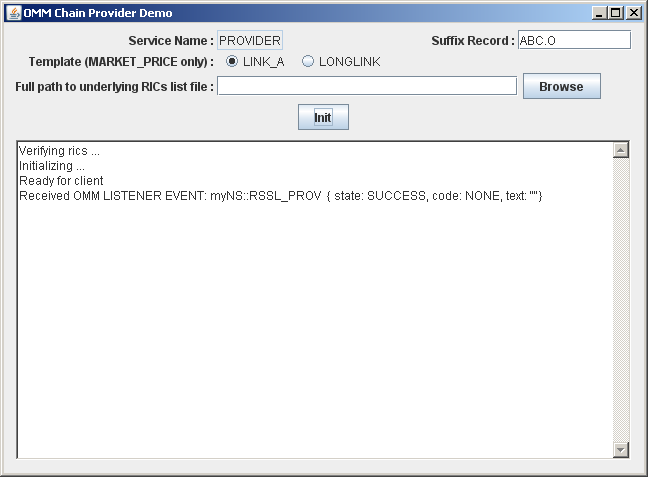 OMM Chain Provider Demo
Service Name : PROVIDER Suffix Record : ABC.O
Template (MARKET_PRICE only) : LINK_A LONGLINK
Full path to underlying RICs list file : Browse
Init
Verifying rics ...
Initializing ...
Ready for client
Received OMM LISTENER EVENT: myNS::RSSL_PROV { state: SUCCESS, code: NONE, text: ""}